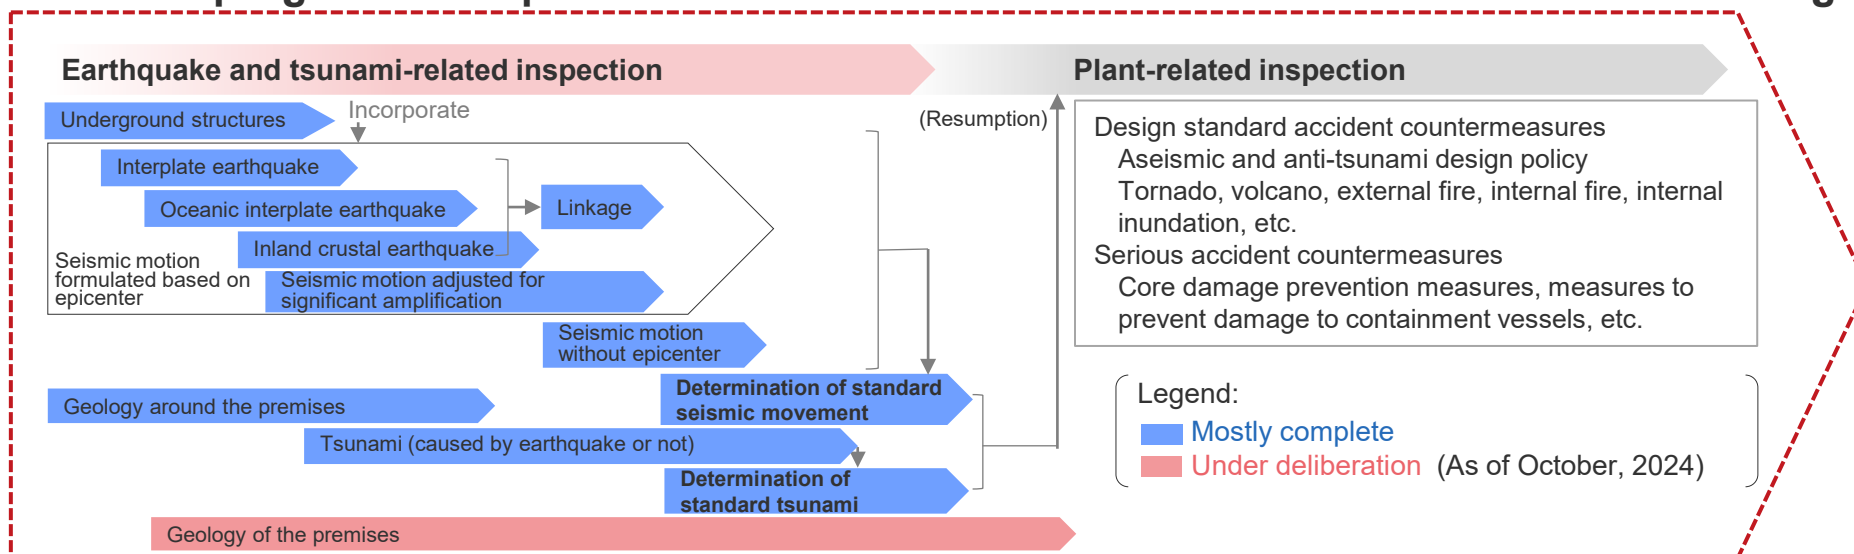 Earthquake and tsunami-related inspection
Plant-related inspection
Underground structures
Incorporate
(Resumption)
Interplate earthquake
Oceanic interplate earthquake
Linkage
Inland crustal earthquake
Seismic motion
formulated based on
epicenter
Seismic motion adjusted for
significant amplification
Seismic motion
without epicenter
Determination of standard
seismic movement
Geology around the premises
Tsunami (caused by earthquake or not)
Determination of
standard tsunami
Geology of the premises
Design standard accident countermeasures
Aseismic and anti-tsunami design policy
Tornado, volcano, external fire, internal fire, internal
inundation, etc.
Serious accident countermeasures
Core damage prevention measures, measures to
prevent damage to containment vessels, etc.
Legend:
Mostly complete
Under deliberation (As of October, 2024)